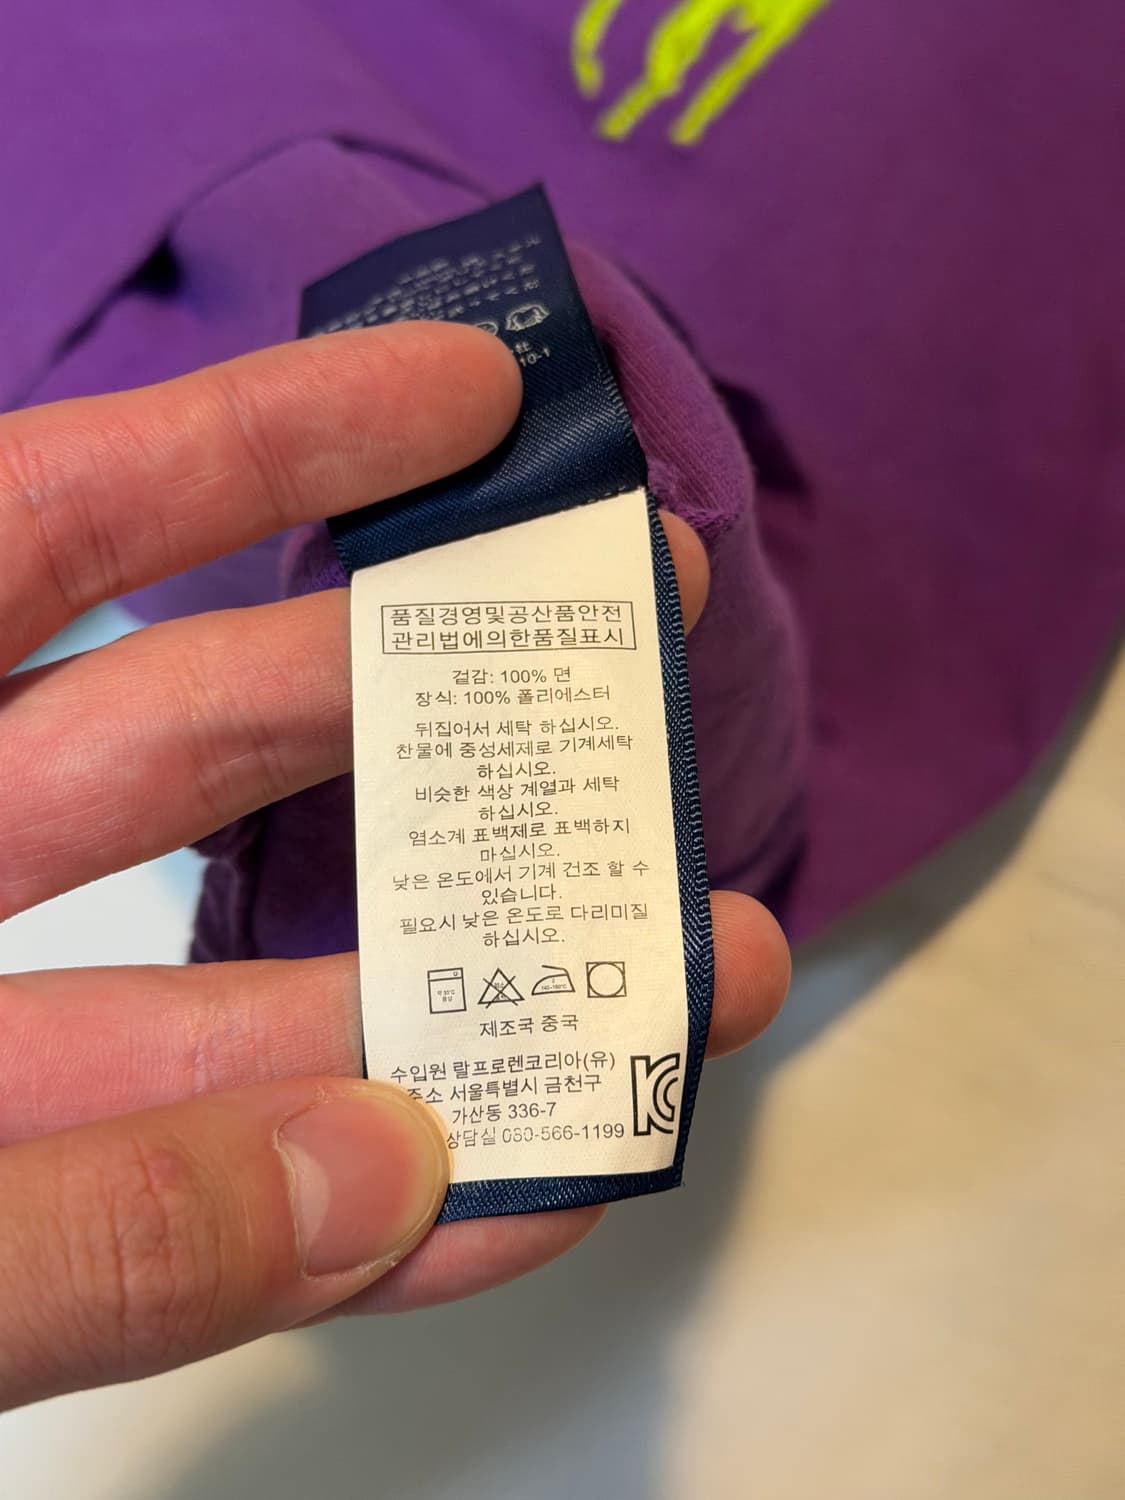 10-1
품질경영및공산품안전
관리법에의한품질표시
겉감: 100% 면
장식: 100% 폴리에스터
뒤집어서 세탁 하십시오.
찬물에 중성세제로 기계세탁
하십시오.
비슷한 색상 계열과 세탁
하십시오.
염소계 표백제로 표백하지
마십시오.
낮은 온도에서 기계 건조 할 수
있습니다.
필요시 낮은 온도로 다리미질
하십시오.
제조국 중국
수입원 랄프로렌코리아(유)
주소 서울특별시 금천구
가산동 336-7
상담실 080-566-1199